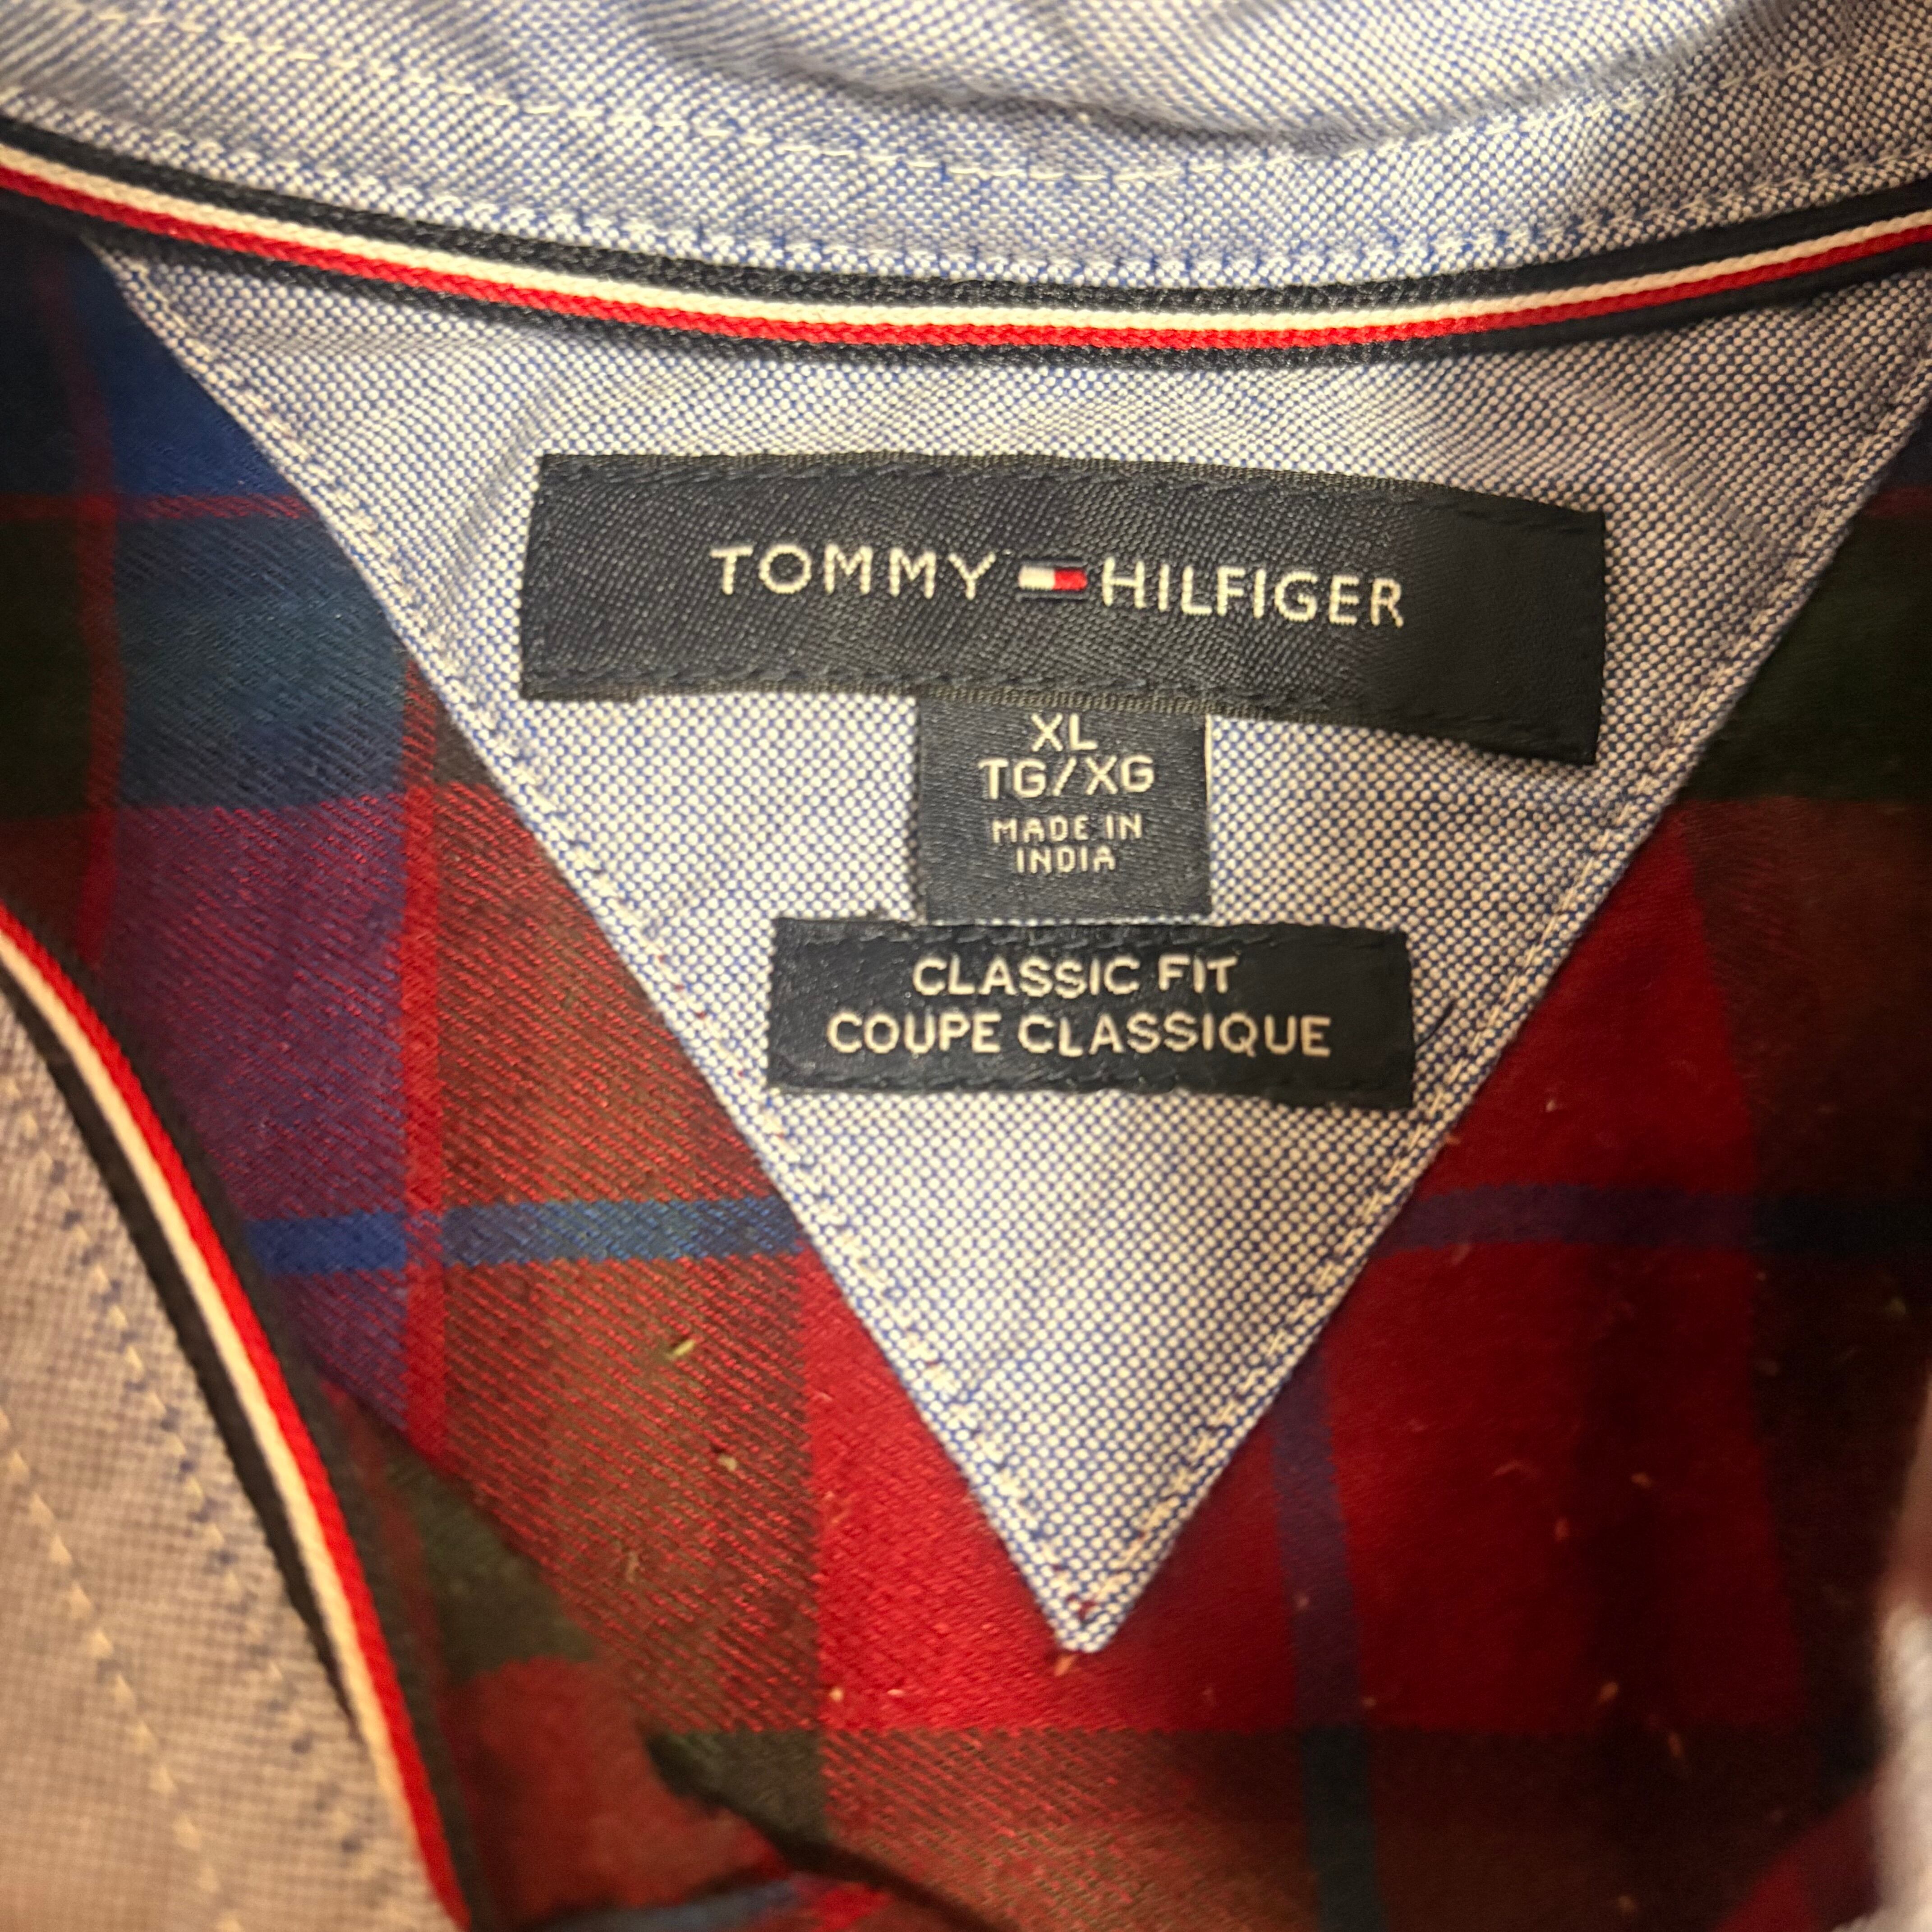 TOMMY HILFIGER
XL
TG/XG
MADE IN
INDIA
CLASSIC FIT
COUPE CLASSIQUE